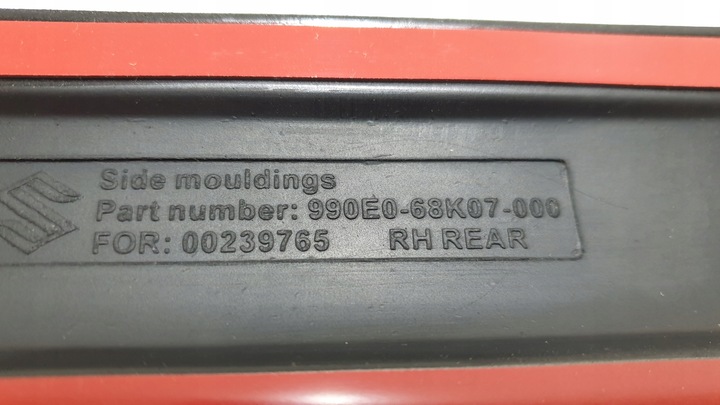 Side mouldings
Part number: 990E0-68K07-000
FOR: 00239765 RH REAR